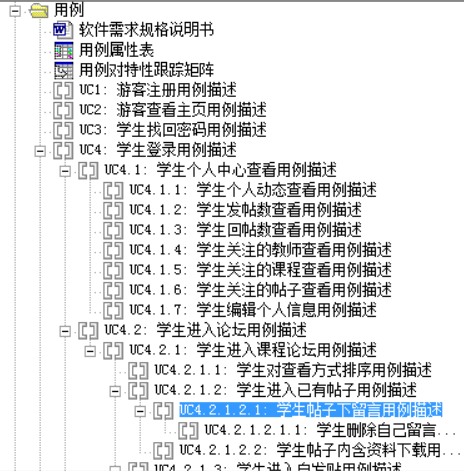 用例
软件需求规格说明书
用例属性表
用例对特性跟踪矩阵
UC1: 游客注册用例描述
UC2: 游客查看主页用例描述
UC3: 学生找回密码用例描述
UC4: 学生登录用例描述
UC4.1: 学生个人中心查看用例描述
UC4.1.1: 学生个人动态查看用例描述
UC4.1.2: 学生发帖数查看用例描述
UC4.1.3: 学生回帖数查看用例描述
UC4.1.4: 学生关注的教师查看用例描述
UC4.1.5: 学生关注的课程查看用例描述
UC4.1.6: 学生关注的帖子查看用例描述
UC4.1.7: 学生编辑个人信息用例描述
UC4.2: 学生进入论坛用例描述
UC4.2.1: 学生进入课程论坛用例描述
UC4.2.1.1: 学生对查看方式排序用例描述
UC4.2.1.2: 学生进入已有帖子用例描述
UC4.2.1.2.1: 学生帖子下留言用例描述
UC4.2.1.2.1.1: 学生删除自己留言...
UC4.2.1.2.2: 学生帖子内含资料下载用...
UC4.2.1.3: 学生进入自发贴用例描述